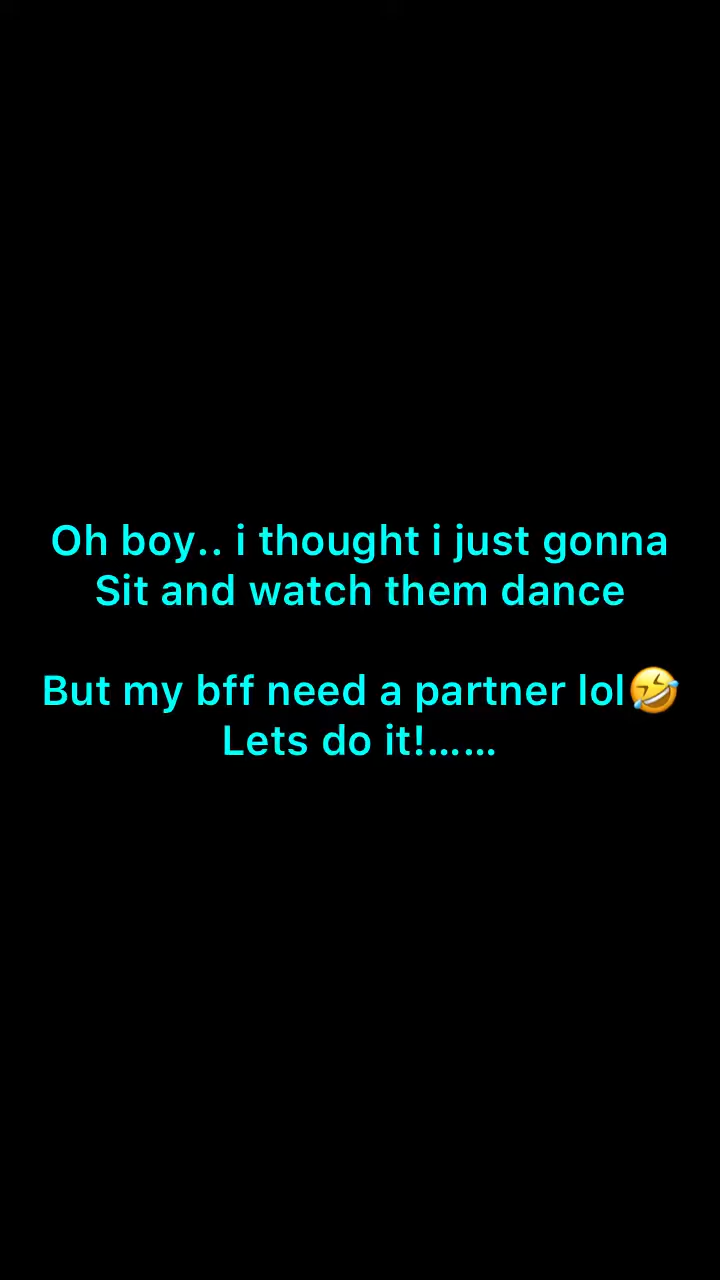 Oh boy.. i thought i just gonna
Sit and watch them dance
But my bff need a partner lol🤣
Lets do it!......